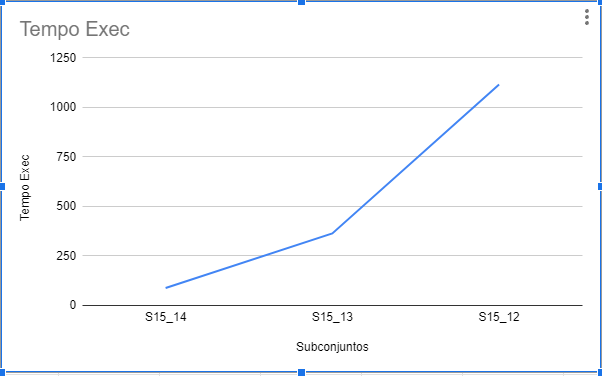 Tempo Exec
1250
1000
750
500
250
0
Tempo Exec
S15_14
S15_13
S15_12
Subconjuntos